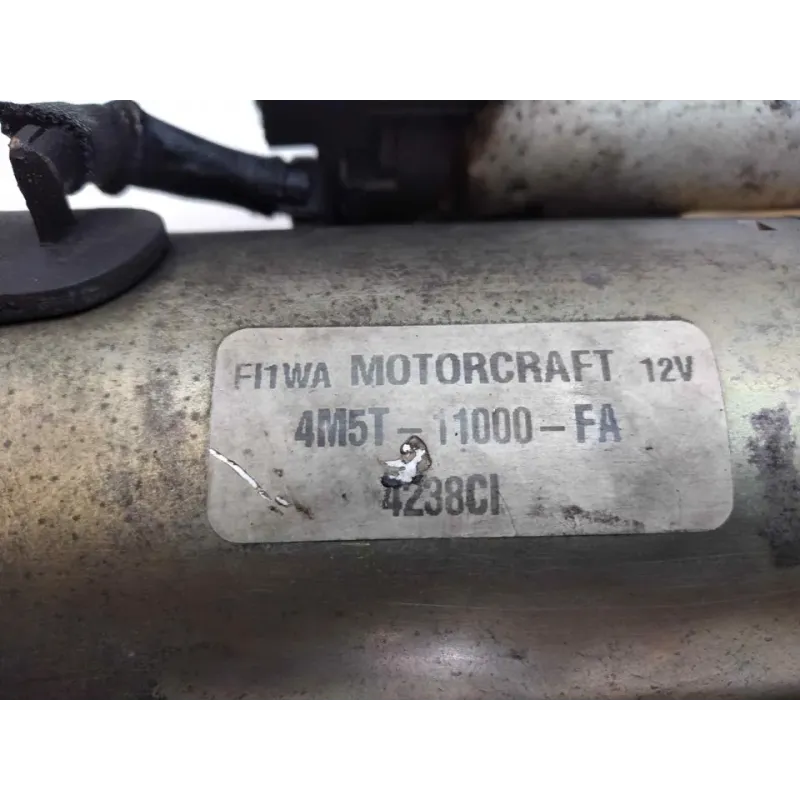 FI1WA MOTORCRAFT 12V
4M5T-11000-FA
4238CI